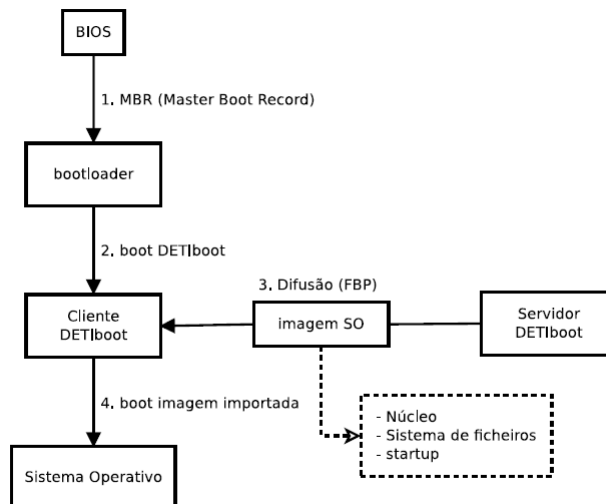 BIOS
1. MBR (Master Boot Record)
bootloader
2. boot DETIboot
3. Difusão (FBP)
Cliente
DETIboot
imagem SO
Servidor
DETIboot
4. boot imagem importada
- Núcleo
- Sistema de ficheiros
- startup
Sistema Operativo